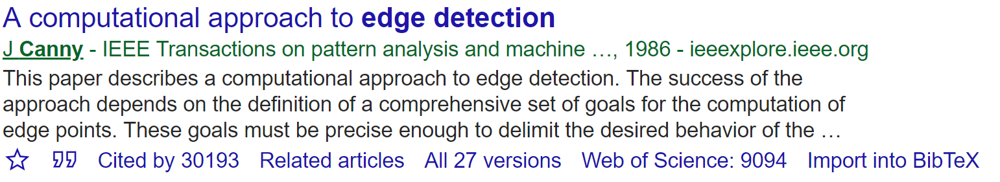 A computational approach to edge detection
J Canny - IEEE Transactions on pattern analysis and machine …, 1986 - ieeexplore.ieee.org
This paper describes a computational approach to edge detection. The success of the
approach depends on the definition of a comprehensive set of goals for the computation of
edge points. These goals must be precise enough to delimit the desired behavior of the …
Cited by 30193 Related articles All 27 versions Web of Science: 9094 Import into BibTeX